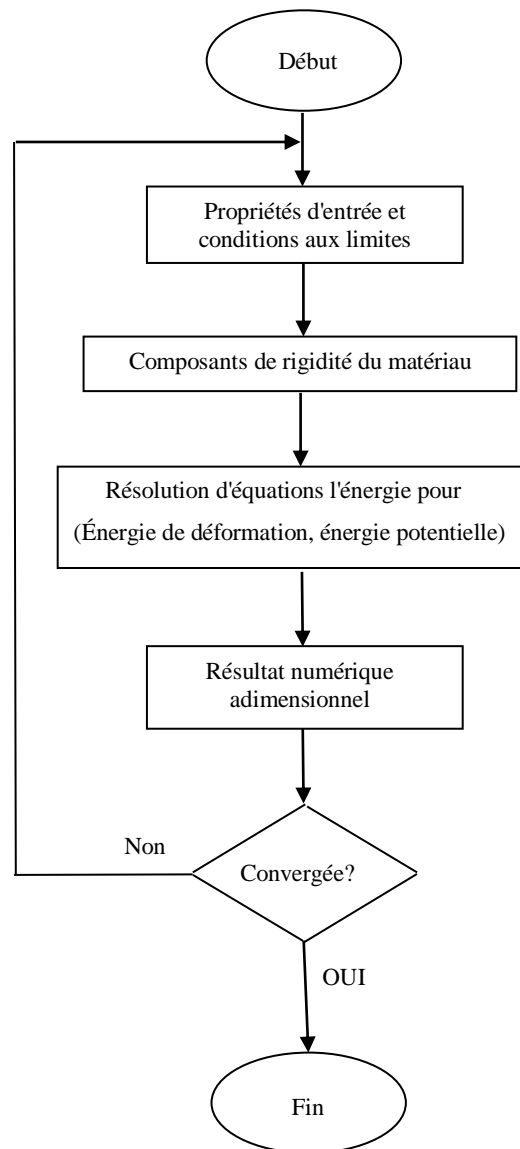 Début
Propriétés d'entrée et
conditions aux limites
Composants de rigidité du matériau
Résolution d'équations l'énergie pour
(Énergie de déformation, énergie potentielle)
Résultat numérique
adimensionnel
Non
Convergée?
OUI
Fin